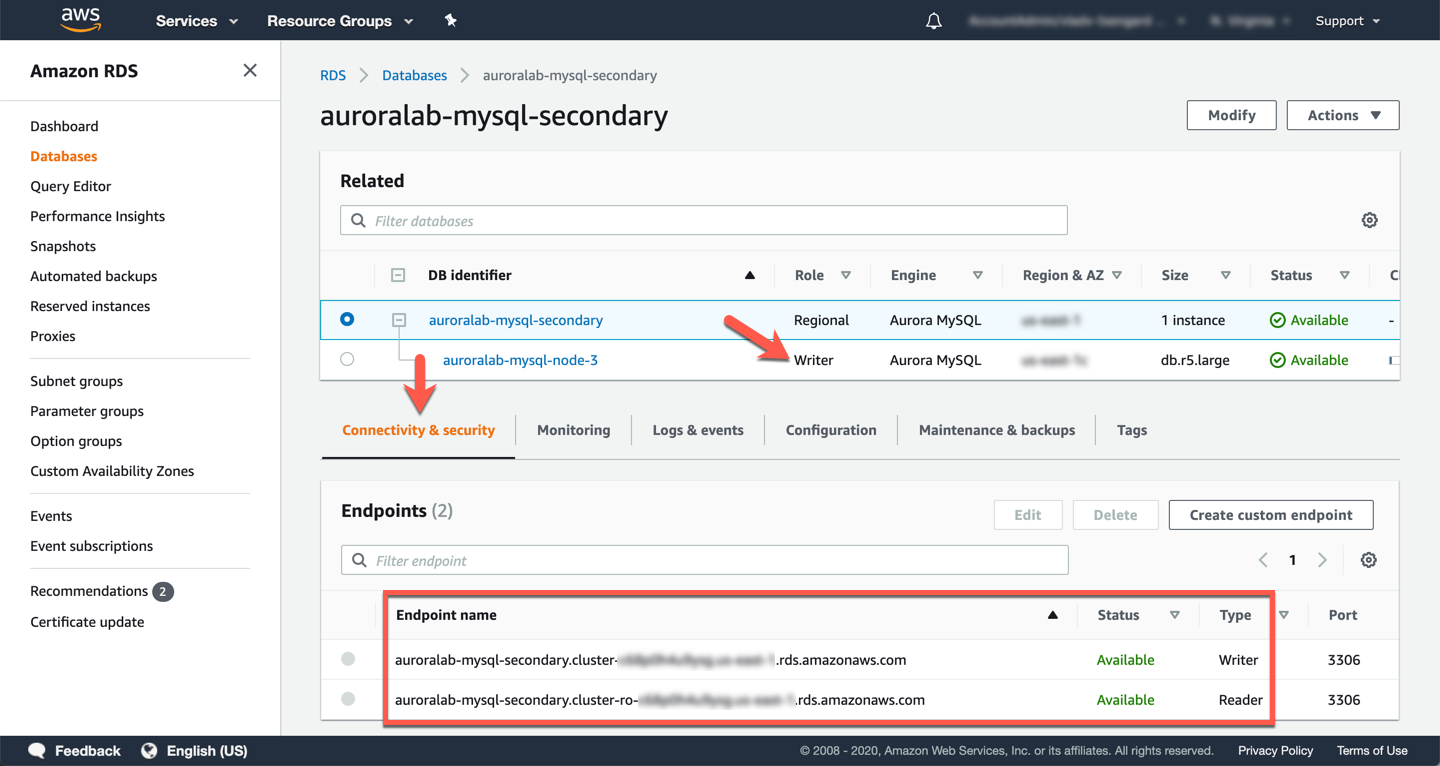 aws Services Resource Groups Support
Amazon RDS
Dashboard
Databases
Query Editor
Performance Insights
Snapshots
Automated backups
Reserved instances
Proxies
Subnet groups
Parameter groups
Option groups
Custom Availability Zones
Events
Event subscriptions
Recommendations 2
Certificate update
RDS Databases auroralab-mysql-secondary
auroralab-mysql-secondary Modify Actions
Related
Filter databases
DB identifier Role Engine Region & AZ Size Status
auroralab-mysql-secondary Regional Aurora MySQL 1 instance Available -
auroralab-mysql-node-3 Writer Aurora MySQL db.r5.large Available
Connectivity & security Monitoring Logs & events Configuration Maintenance & backups Tags
Endpoints (2) Edit Delete Create custom endpoint
Filter endpoint 1
Endpoint name Status Type Port
auroralab-mysql-secondary.cluster- .rds.amazonaws.com Available Writer 3306
auroralab-mysql-secondary.cluster-ro- .rds.amazonaws.com Available Reader 3306
Feedback English (US) © 2008 - 2020, Amazon Web Services, Inc. or its affiliates. All rights reserved. Privacy Policy Terms of Use